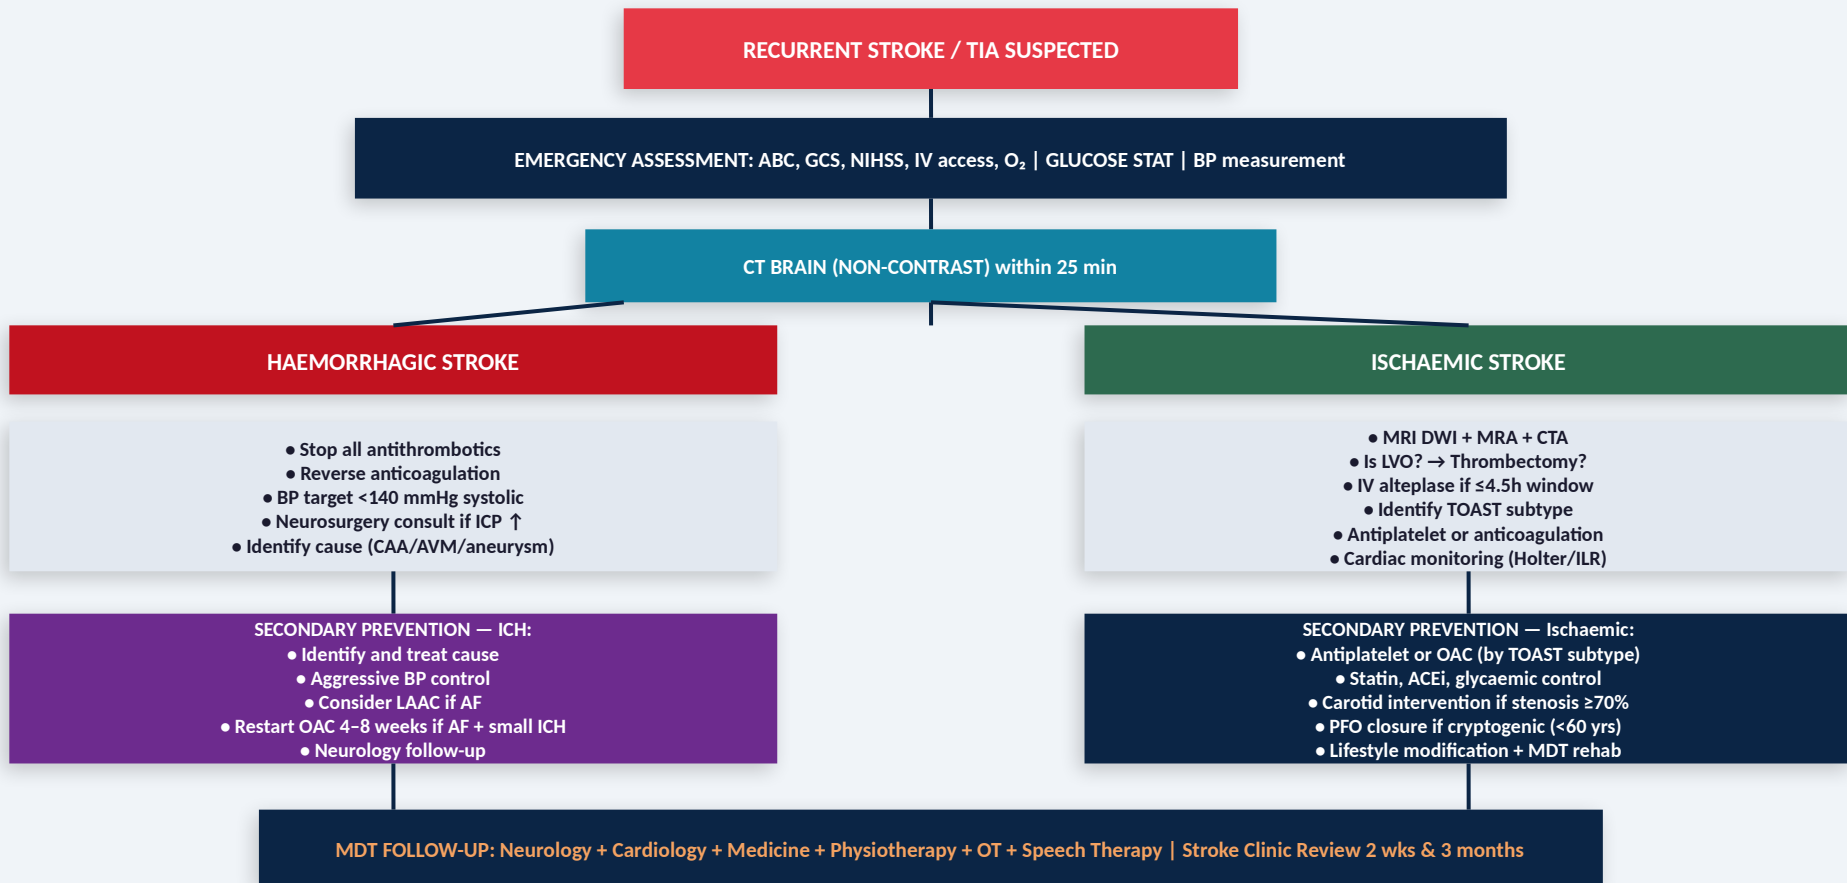 RECURRENT STROKE / TIA SUSPECTED
EMERGENCY ASSESSMENT: ABC, GCS, NIHSS, IV access, O₂ | GLUCOSE STAT | BP measurement
CT BRAIN (NON-CONTRAST) within 25 min
HAEMORRHAGIC STROKE
● Stop all antithrombotics
● Reverse anticoagulation
● BP target <140 mmHg systolic
● Neurosurgery consult if ICP ↑
● Identify cause (CAA/AVM/aneurysm)
SECONDARY PREVENTION — ICH:
● Identify and treat cause
● Aggressive BP control
● Consider LAAC if AF
● Restart OAC 4–8 weeks if AF + small ICH
● Neurology follow-up
ISCHAEMIC STROKE
● MRI DWI + MRA + CTA
● Is LVO? → Thrombectomy?
● IV alteplase if ≤4.5h window
● Identify TOAST subtype
● Antiplatelet or anticoagulation
● Cardiac monitoring (Holter/ILR)
SECONDARY PREVENTION — Ischaemic:
● Antiplatelet or OAC (by TOAST subtype)
● Statin, ACEi, glycaemic control
● Carotid intervention if stenosis ≥70%
● PFO closure if cryptogenic (<60 yrs)
● Lifestyle modification + MDT rehab
MDT FOLLOW-UP: Neurology + Cardiology + Medicine + Physiotherapy + OT + Speech Therapy | Stroke Clinic Review 2 wks & 3 months